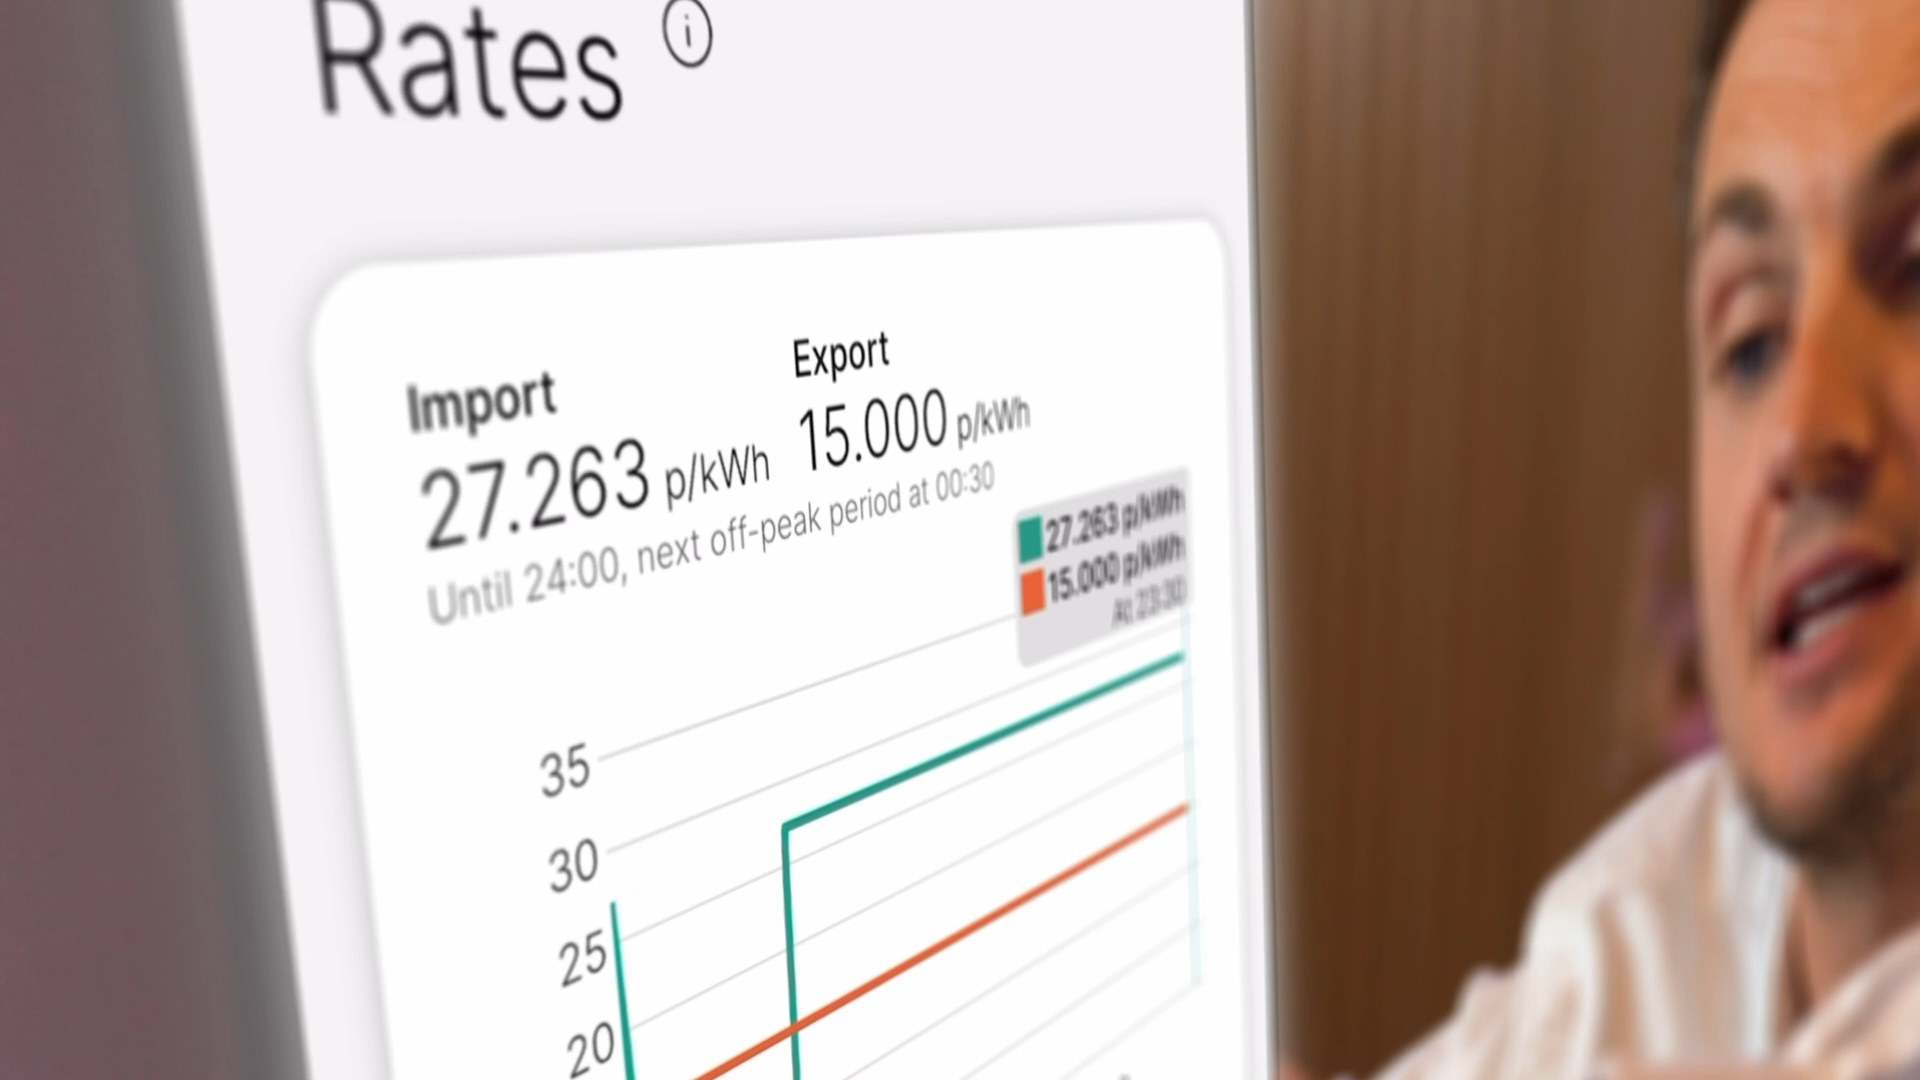 Rates
Import
27.263 p/kWh
Export
15.000 p/kWh
Until 24:00, next off-peak period at 00:30
27.263 p/kWh
15.000 p/kWh
At 23:30
35
30
25
20